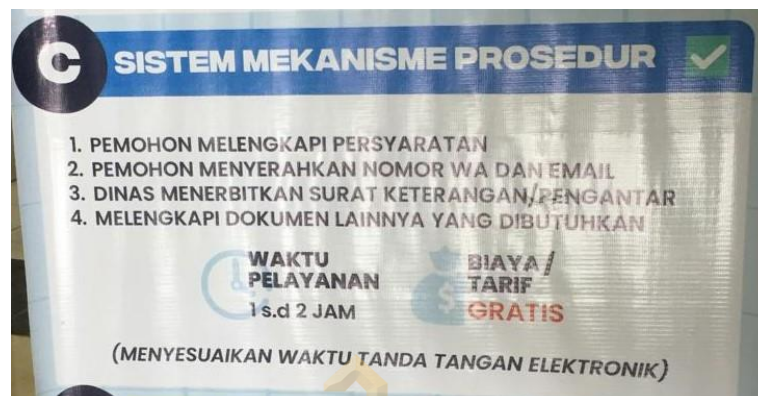 C
SISTEM MEKANISME PROSEDUR
1. PEMOHON MELENGKAPI PERSYARATAN
2. PEMOHON MENYERAHKAN NOMOR WA DAN EMAIL
3. DINAS MENERBITKAN SURAT KETERANGAN/PENGANTAR
4. MELENGKAPI DOKUMEN LAINNYA YANG DIBUTUHKAN
WAKTU
PELAYANAN
1 s.d 2 JAM
BIAYA/
TARIF
$
GRATIS
(MENYESUAIKAN WAKTU TANDA TANGAN ELEKTRONIK)